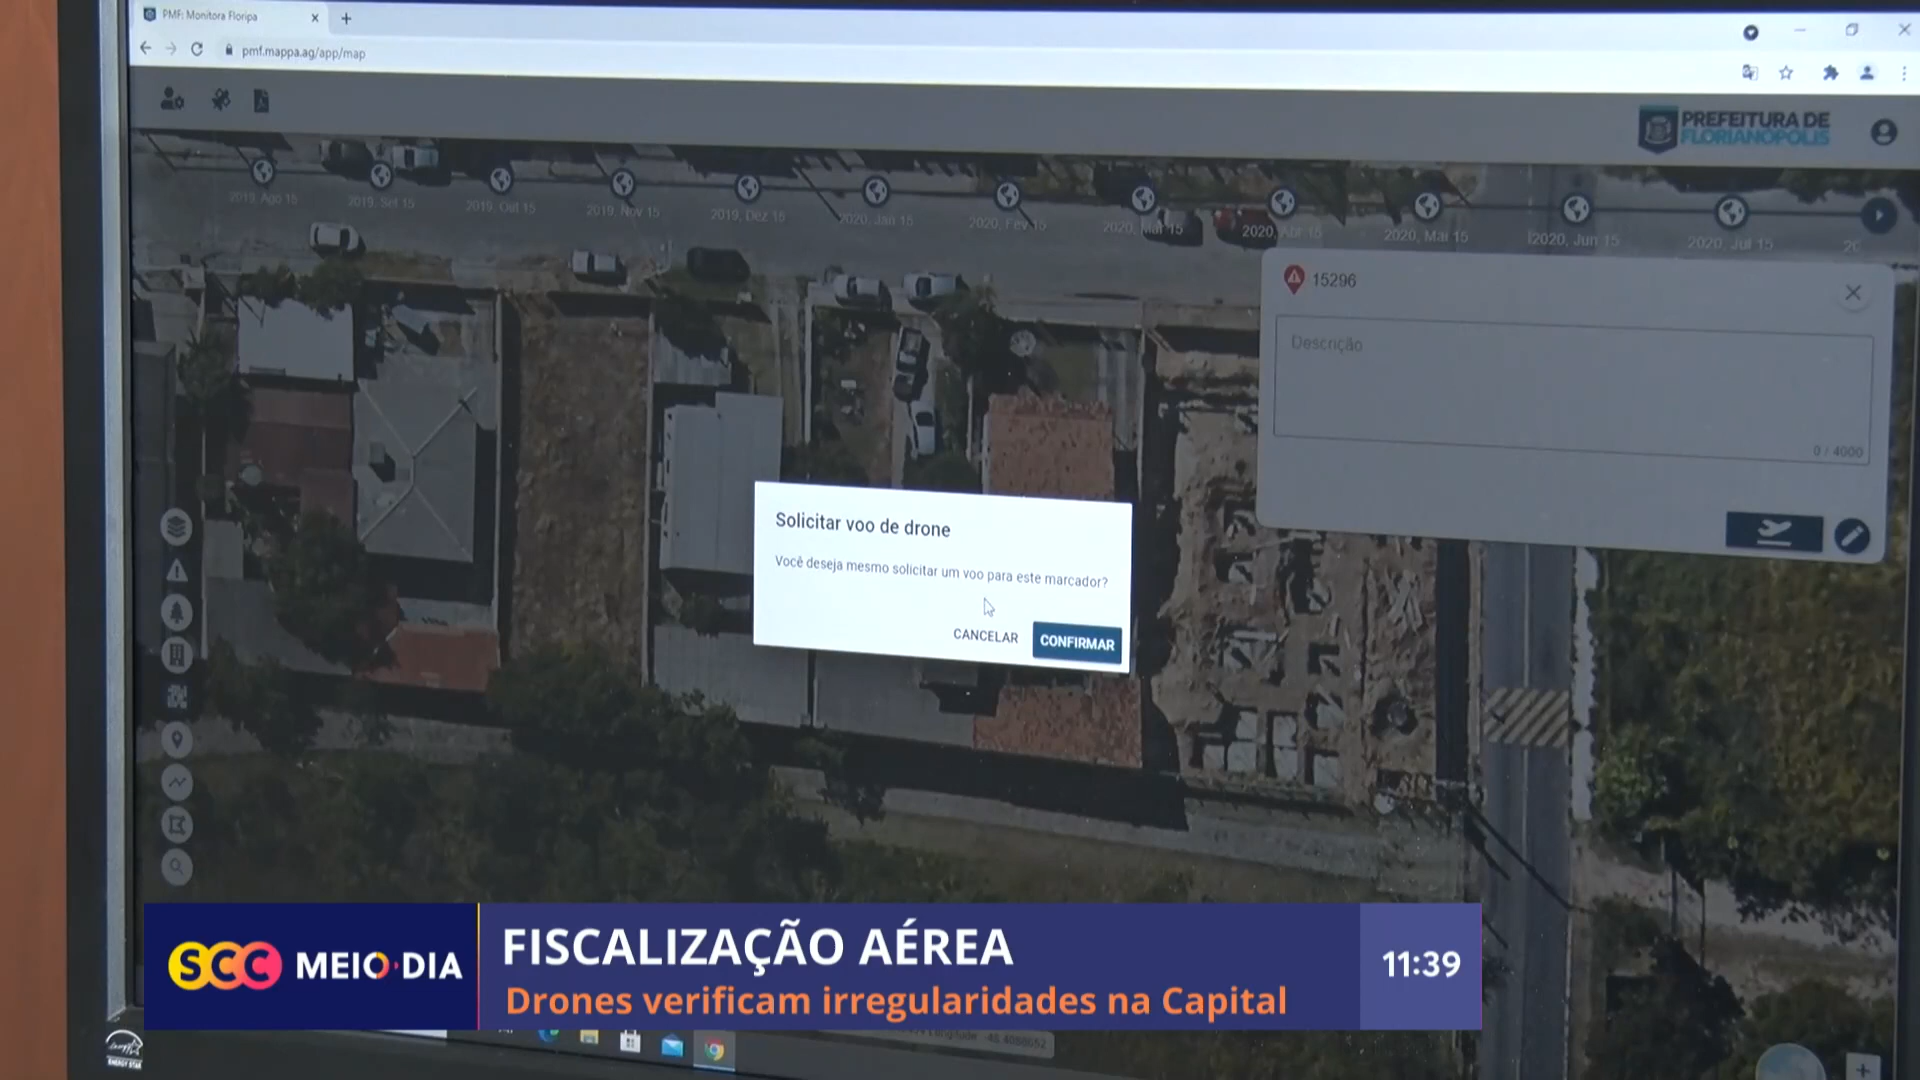 PMF: Monitora Floripa
pmf.mappa.ag/app/map
PREFEITURA DE
FLORIANÓPOLIS
2019, Ago 15
2019, Set 15
2019, Out 15
2019, Nov 15
2019, Dez 15
2020, Jan 15
2020, Fev 15
2020, Mar 15
2020, Abr 15
2020, Mai 15
2020, Jun 15
2020, Jul 15
20
15296
Descrição
0 / 4000
Solicitar voo de drone
Você deseja mesmo solicitar um voo para este marcador?
CANCELAR
CONFIRMAR
SCC MEIO·DIA
FISCALIZAÇÃO AÉREA
Drones verificam irregularidades na Capital
11:39
ENERGY STAR